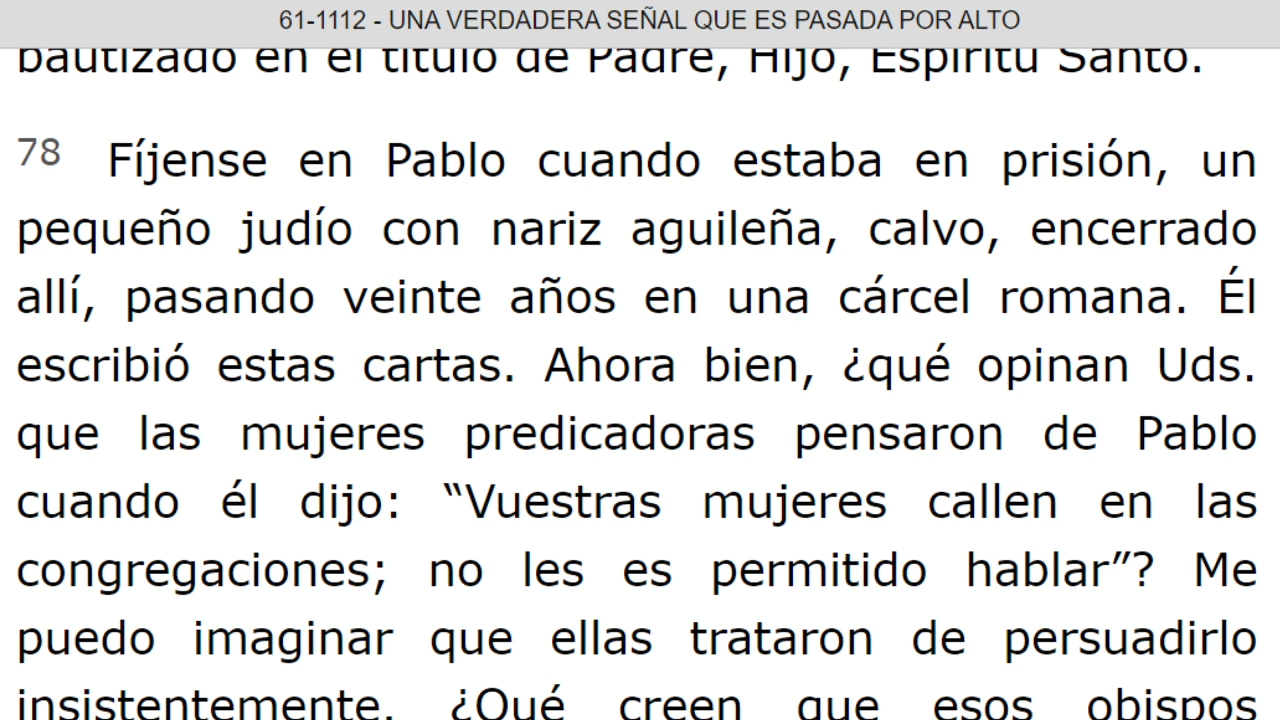 61-1112 - UNA VERDADERA SEÑAL QUE ES PASADA POR ALTO
bautizado en el título de Padre, Hijo, Espíritu Santo.
78 Fíjense en Pablo cuando estaba en prisión, un
pequeño judío con nariz aguileña, calvo, encerrado
allí, pasando veinte años en una cárcel romana. Él
escribió estas cartas. Ahora bien, ¿qué opinan Uds.
que las mujeres predicadoras pensaron de Pablo
cuando él dijo: “Vuestras mujeres callen en las
congregaciones; no les es permitido hablar”? Me
puedo imaginar que ellas trataron de persuadirlo
insistentemente. ¿Qué creen que esos obispos